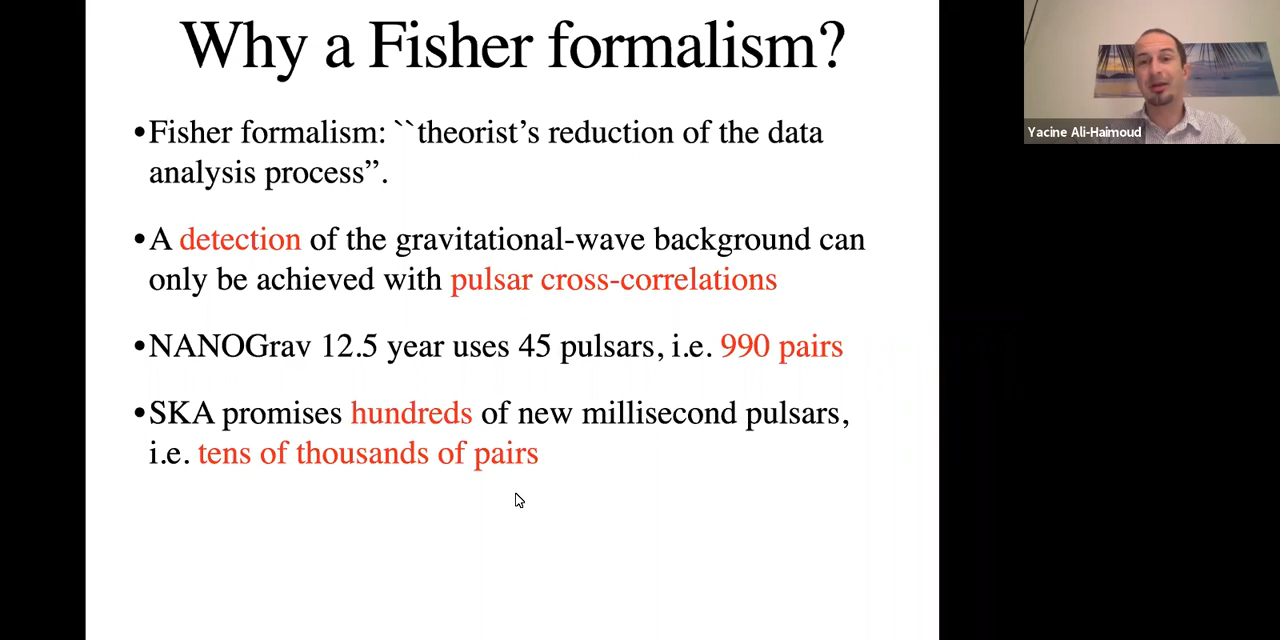 Why a Fisher formalism?
•Fisher formalism: ``theorist’s reduction of the data
analysis process”.
•A detection of the gravitational-wave background can
only be achieved with pulsar cross-correlations
•NANOGrav 12.5 year uses 45 pulsars, i.e. 990 pairs
•SKA promises hundreds of new millisecond pulsars,
i.e. tens of thousands of pairs
Yacine Ali-Haimoud